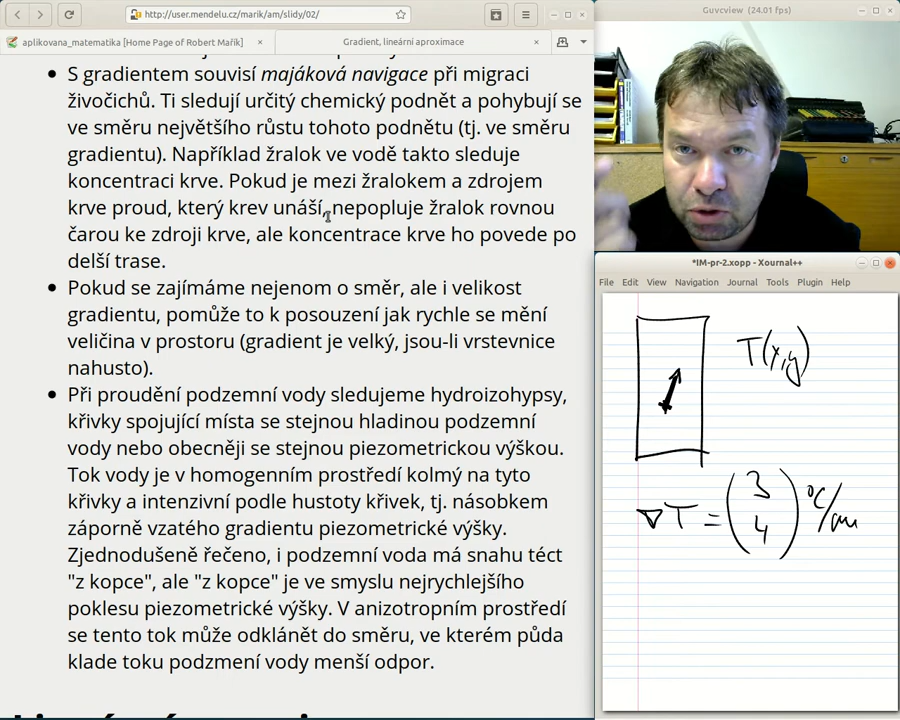 http://user.mendelu.cz/marik/am/slidy/02/
Guvcview (24.01 fps)
aplikovana_matematika [Home Page of Robert Mařík]
Gradient, lineární aproximace
S gradientem souvisí majáková navigace při migraci
živočichů. Ti sledují určitý chemický podnět a pohybují se
ve směru největšího růstu tohoto podnětu (tj. ve směru
gradientu). Například žralok ve vodě takto sleduje
koncentraci krve. Pokud je mezi žralokem a zdrojem
krve proud, který krev unáší, nepopluje žralok rovnou
čarou ke zdroji krve, ale koncentrace krve ho povede po
delší trase.
Pokud se zajímáme nejenom o směr, ale i velikost
gradientu, pomůže to k posouzení jak rychle se mění
veličina v prostoru (gradient je velký, jsou-li vrstevnice
nahusto).
Při proudění podzemní vody sledujeme hydroizohypsy,
křivky spojující místa se stejnou hladinou podzemní
vody nebo obecněji se stejnou piezometrickou výškou.
Tok vody je v homogenním prostředí kolmý na tyto
křivky a intenzivní podle hustoty křivek, tj. násobkem
záporně vzatého gradientu piezometrické výšky.
Zjednodušeně řečeno, i podzemní voda má snahu téct
"z kopce", ale "z kopce" je ve smyslu nejrychlejšího
poklesu piezometrické výšky. V anizotropním prostředí
se tento tok může odklánět do směru, ve kterém půda
klade toku podzmení vody menší odpor.
*IM-pr-2.xopp - Xournal++
File Edit View Navigation Journal Tools Plugin Help
T(x,y)
∇T = (3 4) °C/cm